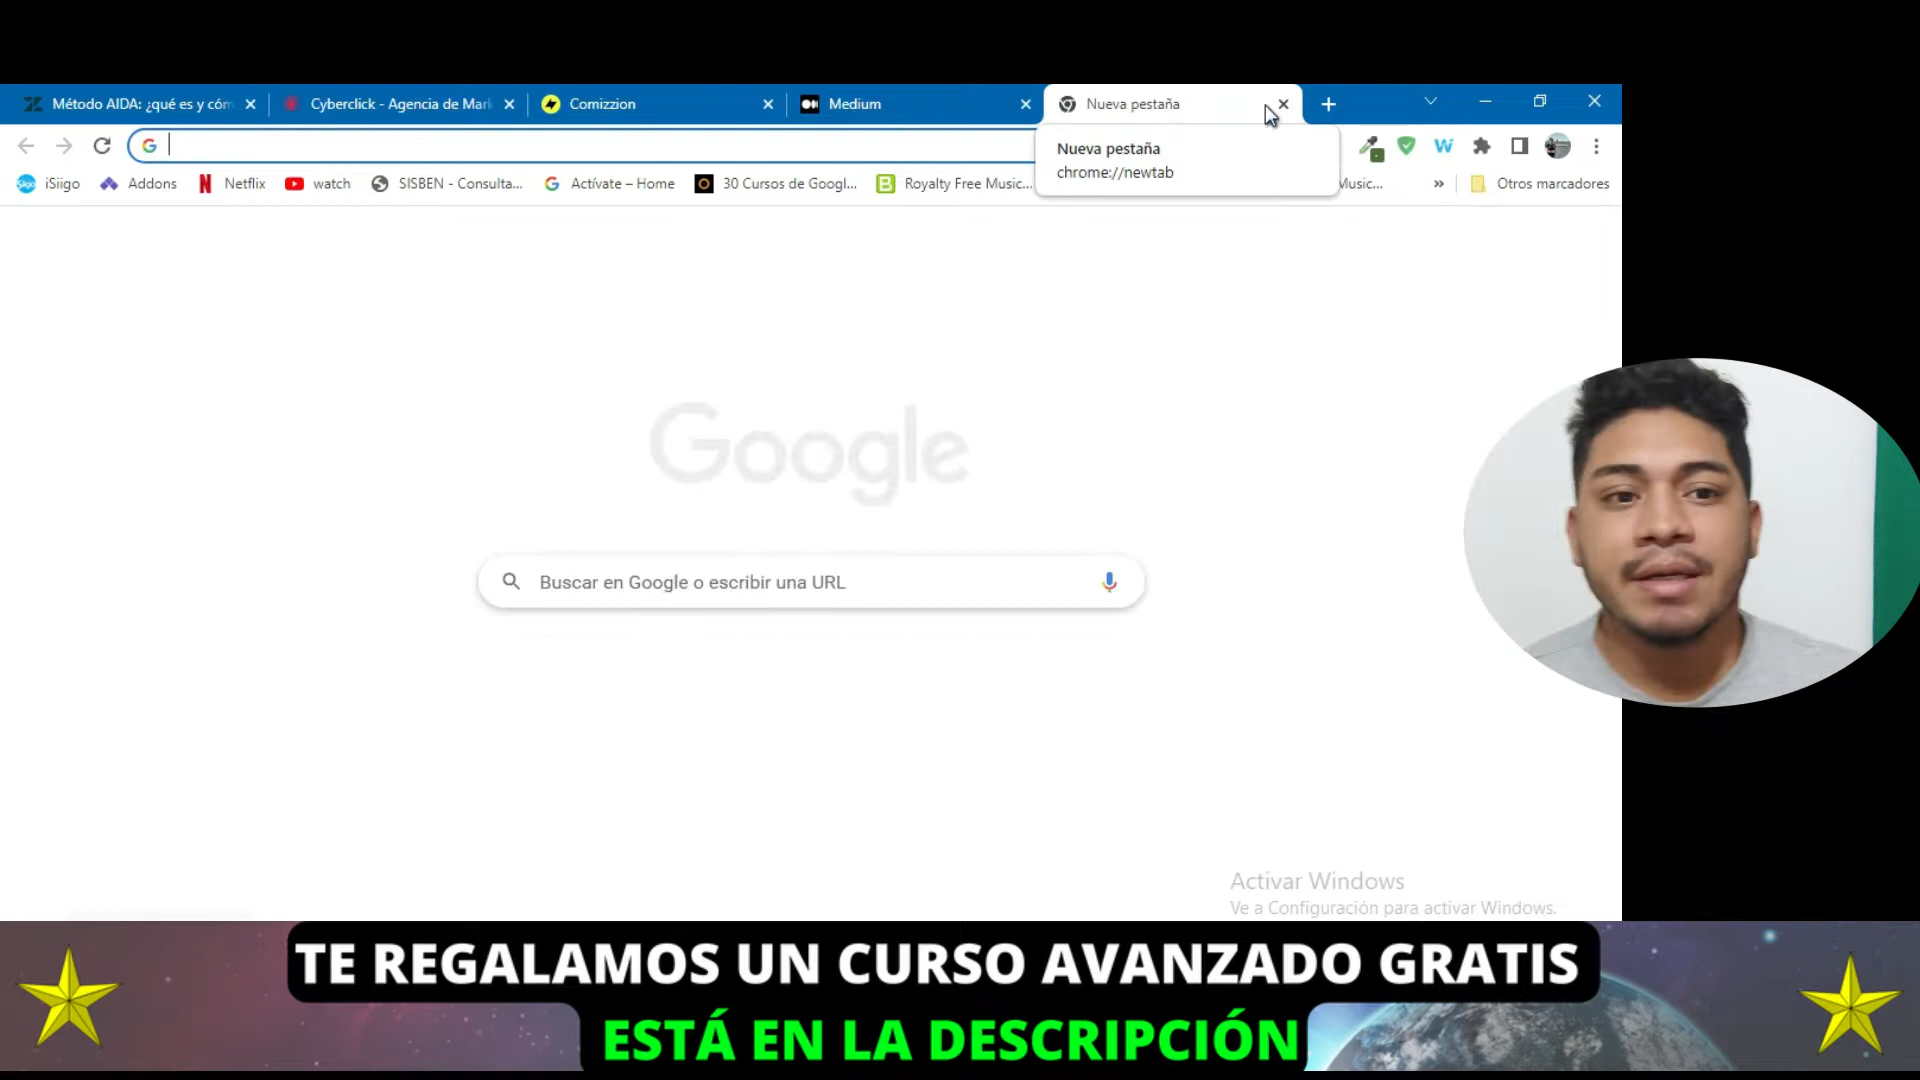 Método AIDA: ¿qué es y cóm
Cyberclick - Agencia de Mark
Comizzion
Medium
Nueva pestaña
Nueva pestaña
chrome://newtab
iSiigo
Addons
Netflix
watch
SISBEN - Consulta...
Actívate – Home
30 Cursos de Googl...
Royalty Free Music...
Music...
»
Otros marcadores
Google
Buscar en Google o escribir una URL
Activar Windows
Ve a Configuración para activar Windows.
TE REGALAMOS UN CURSO AVANZADO GRATIS
ESTÁ EN LA DESCRIPCIÓN